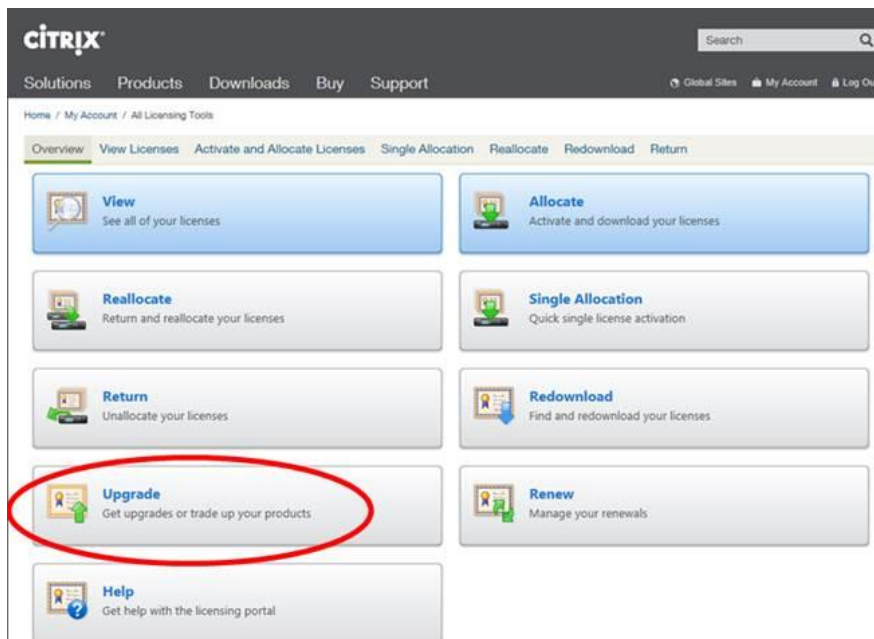 CITRIX
Search
Solutions Products Downloads Buy Support
Global Sites My Account Log Ou
Home / My Account / All Licensing Tools
Overview View Licenses Activate and Allocate Licenses Single Allocation Reallocate Redownload Return
View
See all of your licenses
Allocate
Activate and download your licenses
Reallocate
Return and reallocate your licenses
Single Allocation
Quick single license activation
Return
Unallocate your licenses
Redownload
Find and redownload your licenses
Upgrade
Get upgrades or trade up your products
Renew
Manage your renewals
Help
Get help with the licensing portal